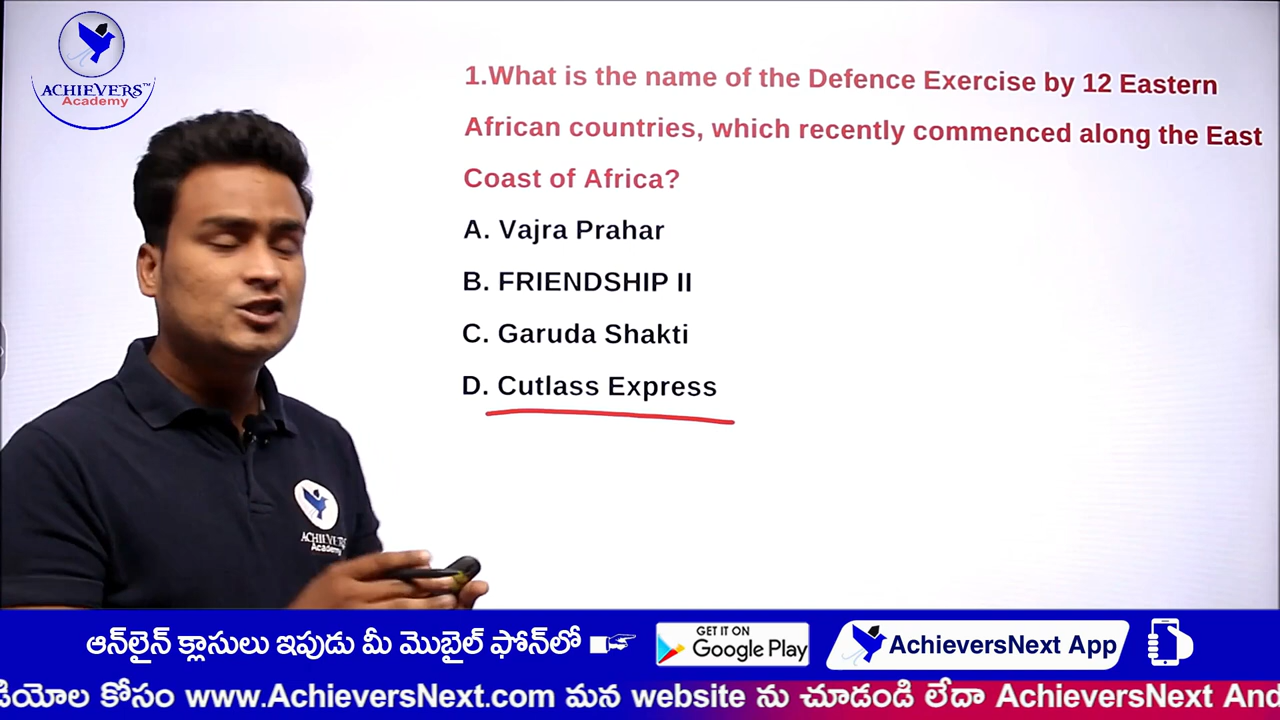 ACHIEVERS™
Academy
1.What is the name of the Defence Exercise by 12 Eastern
African countries, which recently commenced along the East
Coast of Africa?
A. Vajra Prahar
B. FRIENDSHIP II
C. Garuda Shakti
D. Cutlass Express
ACHIEVERS
Academy
ఆన్‌లైన్ క్లాసులు ఇపుడు మీ మొబైల్ ఫోన్‌లో
GET IT ON
Google Play
AchieversNext App
డియోల కోసం www.AchieversNext.com మన website ను చూడండి లేదా AchieversNext And